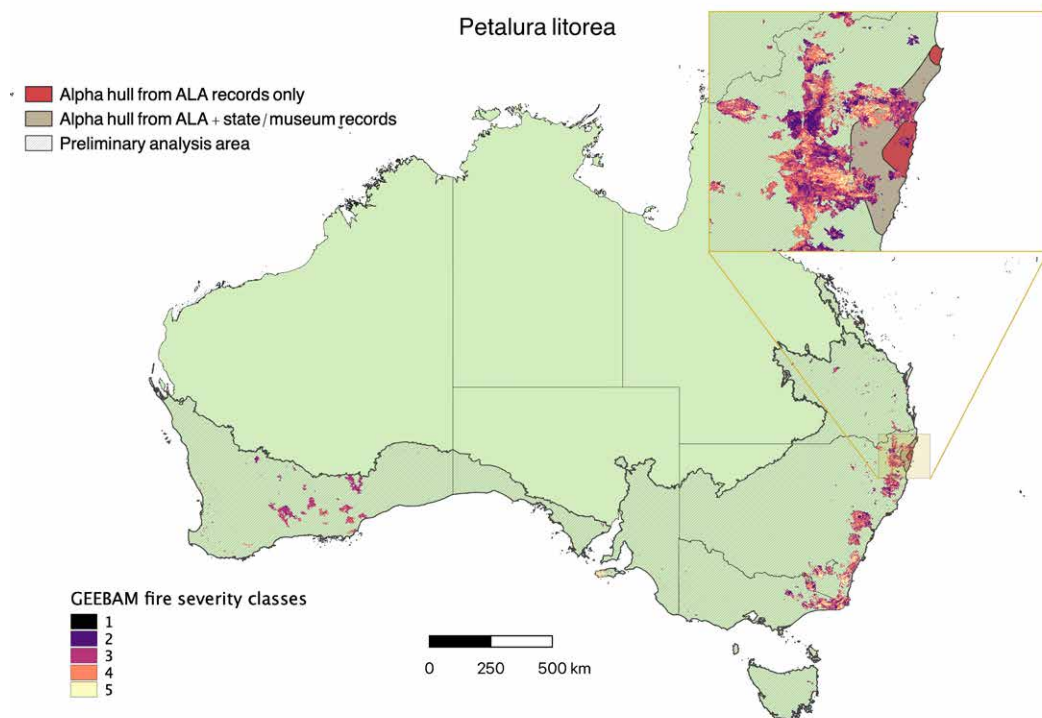 Petalura litorea
Alpha hull from ALA records only
Alpha hull from ALA + state/museum records
Preliminary analysis area
GEEBAM fire severity classes
1
2
3
4
5
0 250 500 km